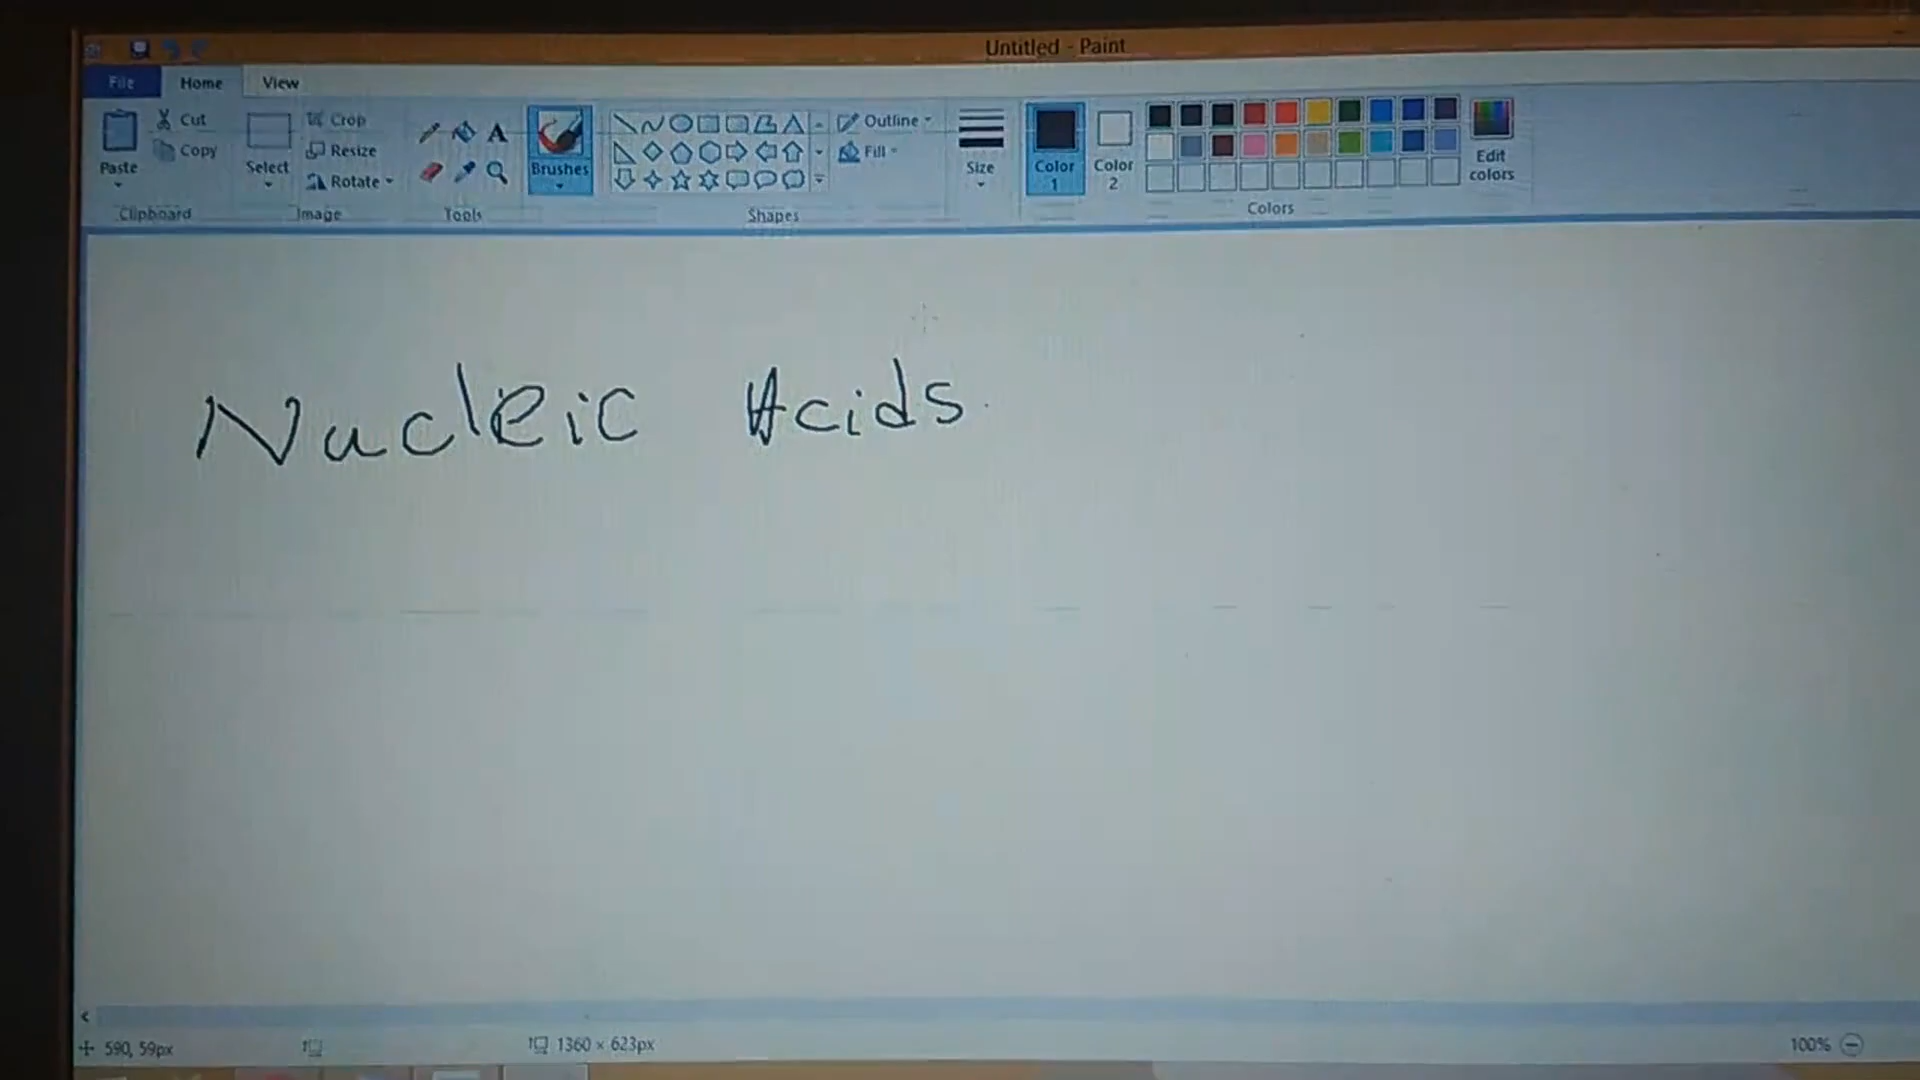 Untitled - Paint
File Home View
Paste Cut Copy Select Crop Resize Rotate Brushes Outline Fill Size Color 1 Color 2 Edit colors
Clipboard Image Tools Shapes Colors
Nucleic Acids
590, 59px 1360 × 623px 100%